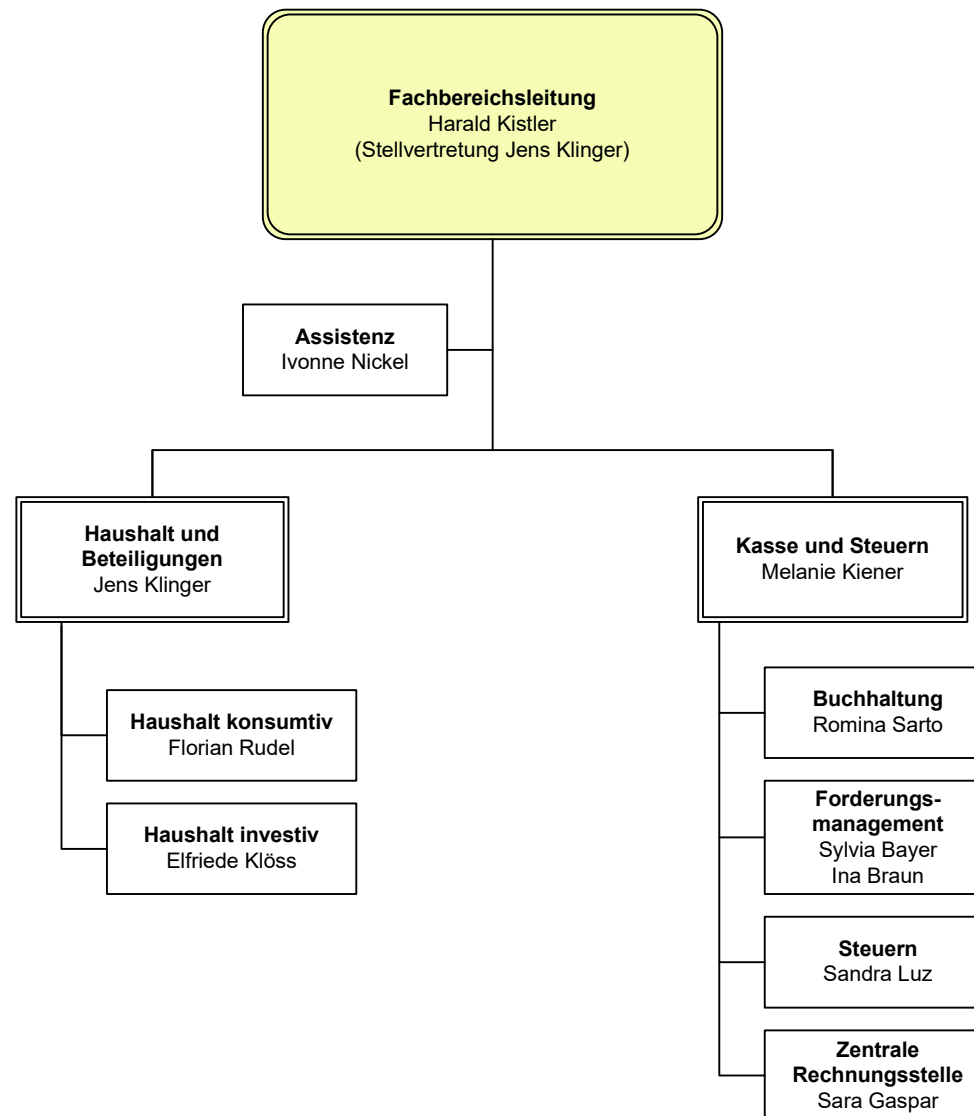 Fachbereichsleitung
Harald Kistler
(Stellvertretung Jens Klinger)
Assistenz
Ivonne Nickel
Haushalt und
Beteiligungen
Jens Klinger
Haushalt konsumtiv
Florian Rudel
Haushalt investiv
Elfriede Klöss
Kasse und Steuern
Melanie Kiener
Buchhaltung
Romina Sarto
Forderungs-
management
Sylvia Bayer
Ina Braun
Steuern
Sandra Luz
Zentrale
Rechnungsstelle
Sara Gaspar